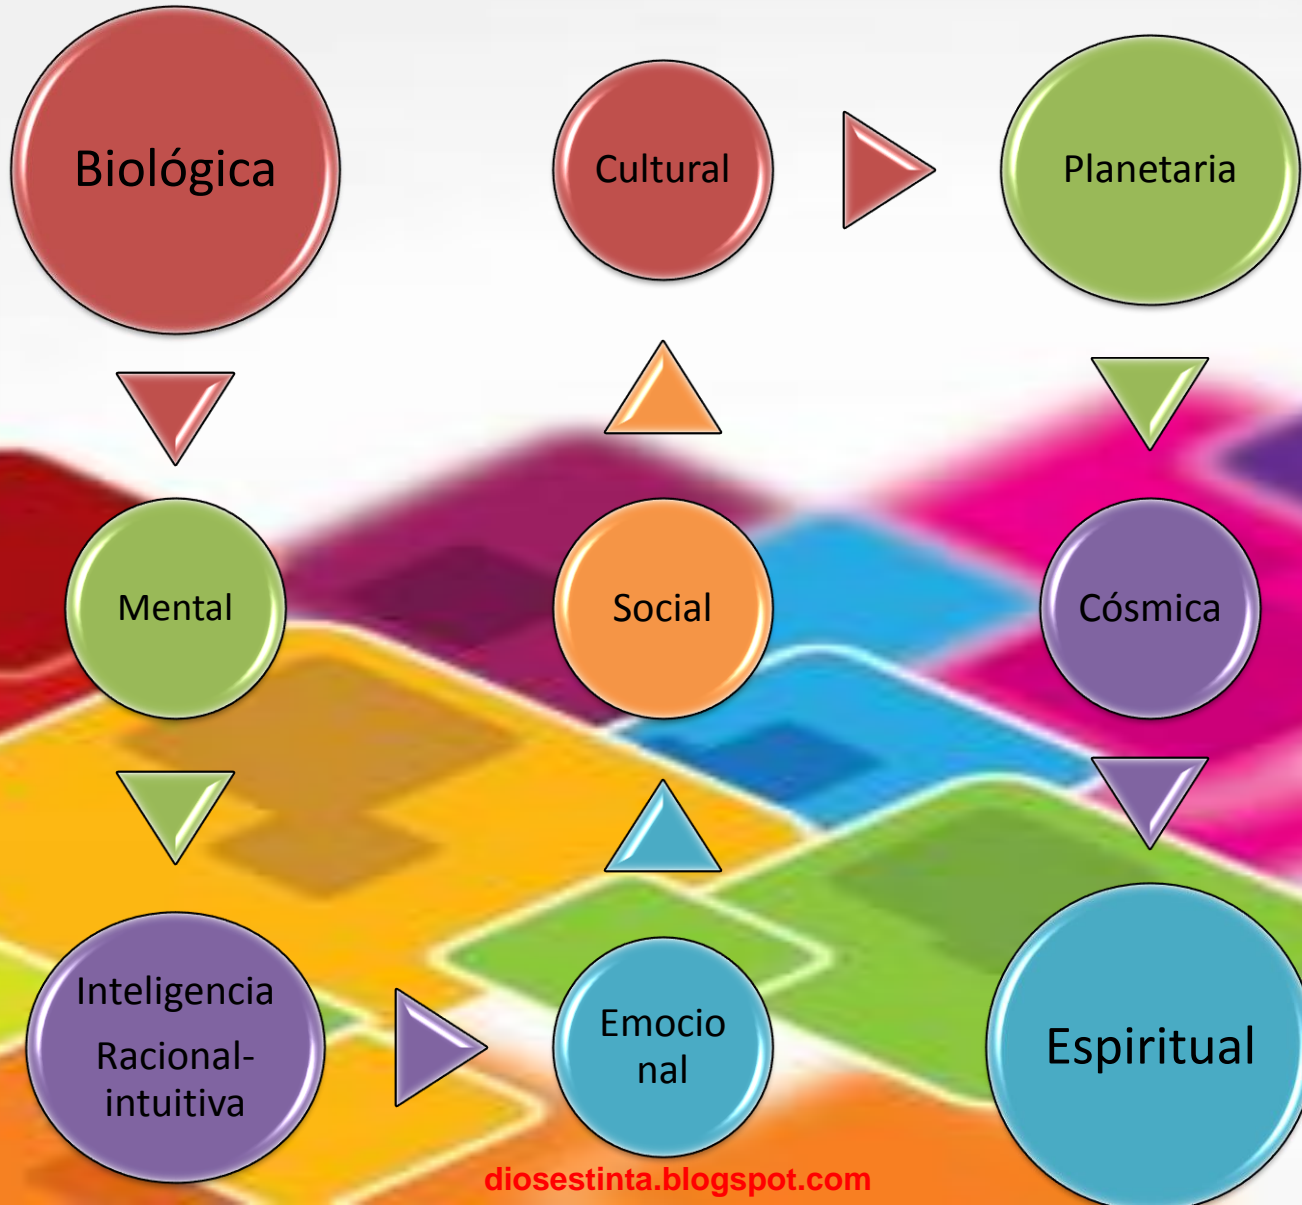 Biológica
Mental
Inteligencia
Racional-
intuitiva
Emocio
nal
Social
Cultural
Planetaria
Cósmica
Espiritual
diosestinta.blogspot.com